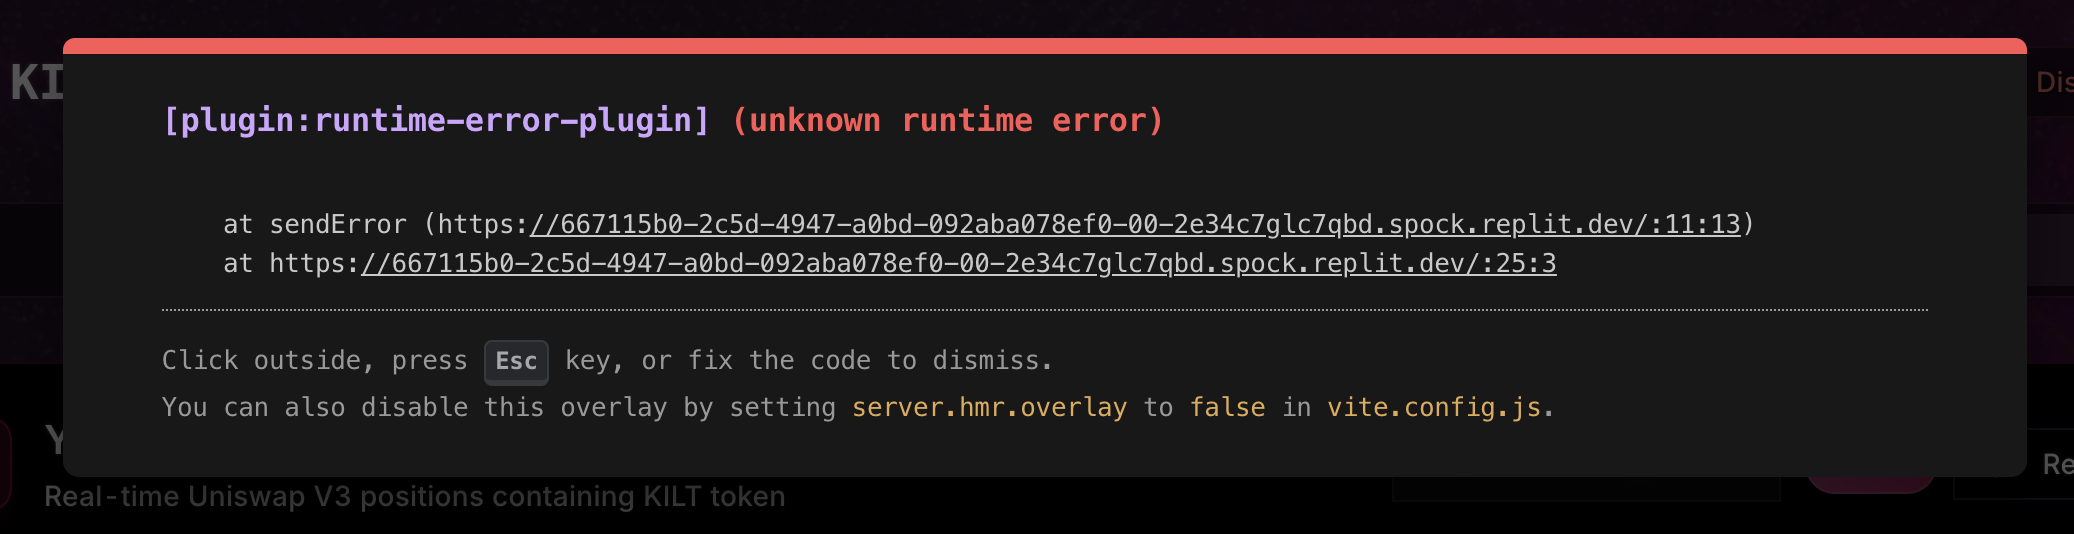 KI
Dis
[plugin:runtime-error-plugin] (unknown runtime error)
at sendError (https://667115b0-2c5d-4947-a0bd-092aba078ef0-00-2e34c7glc7qbd.spock.replit.dev/:11:13)
at https://667115b0-2c5d-4947-a0bd-092aba078ef0-00-2e34c7glc7qbd.spock.replit.dev/:25:3
Click outside, press Esc key, or fix the code to dismiss.
You can also disable this overlay by setting server.hmr.overlay to false in vite.config.js.
Y
Re
Real-time Uniswap V3 positions containing KILT token